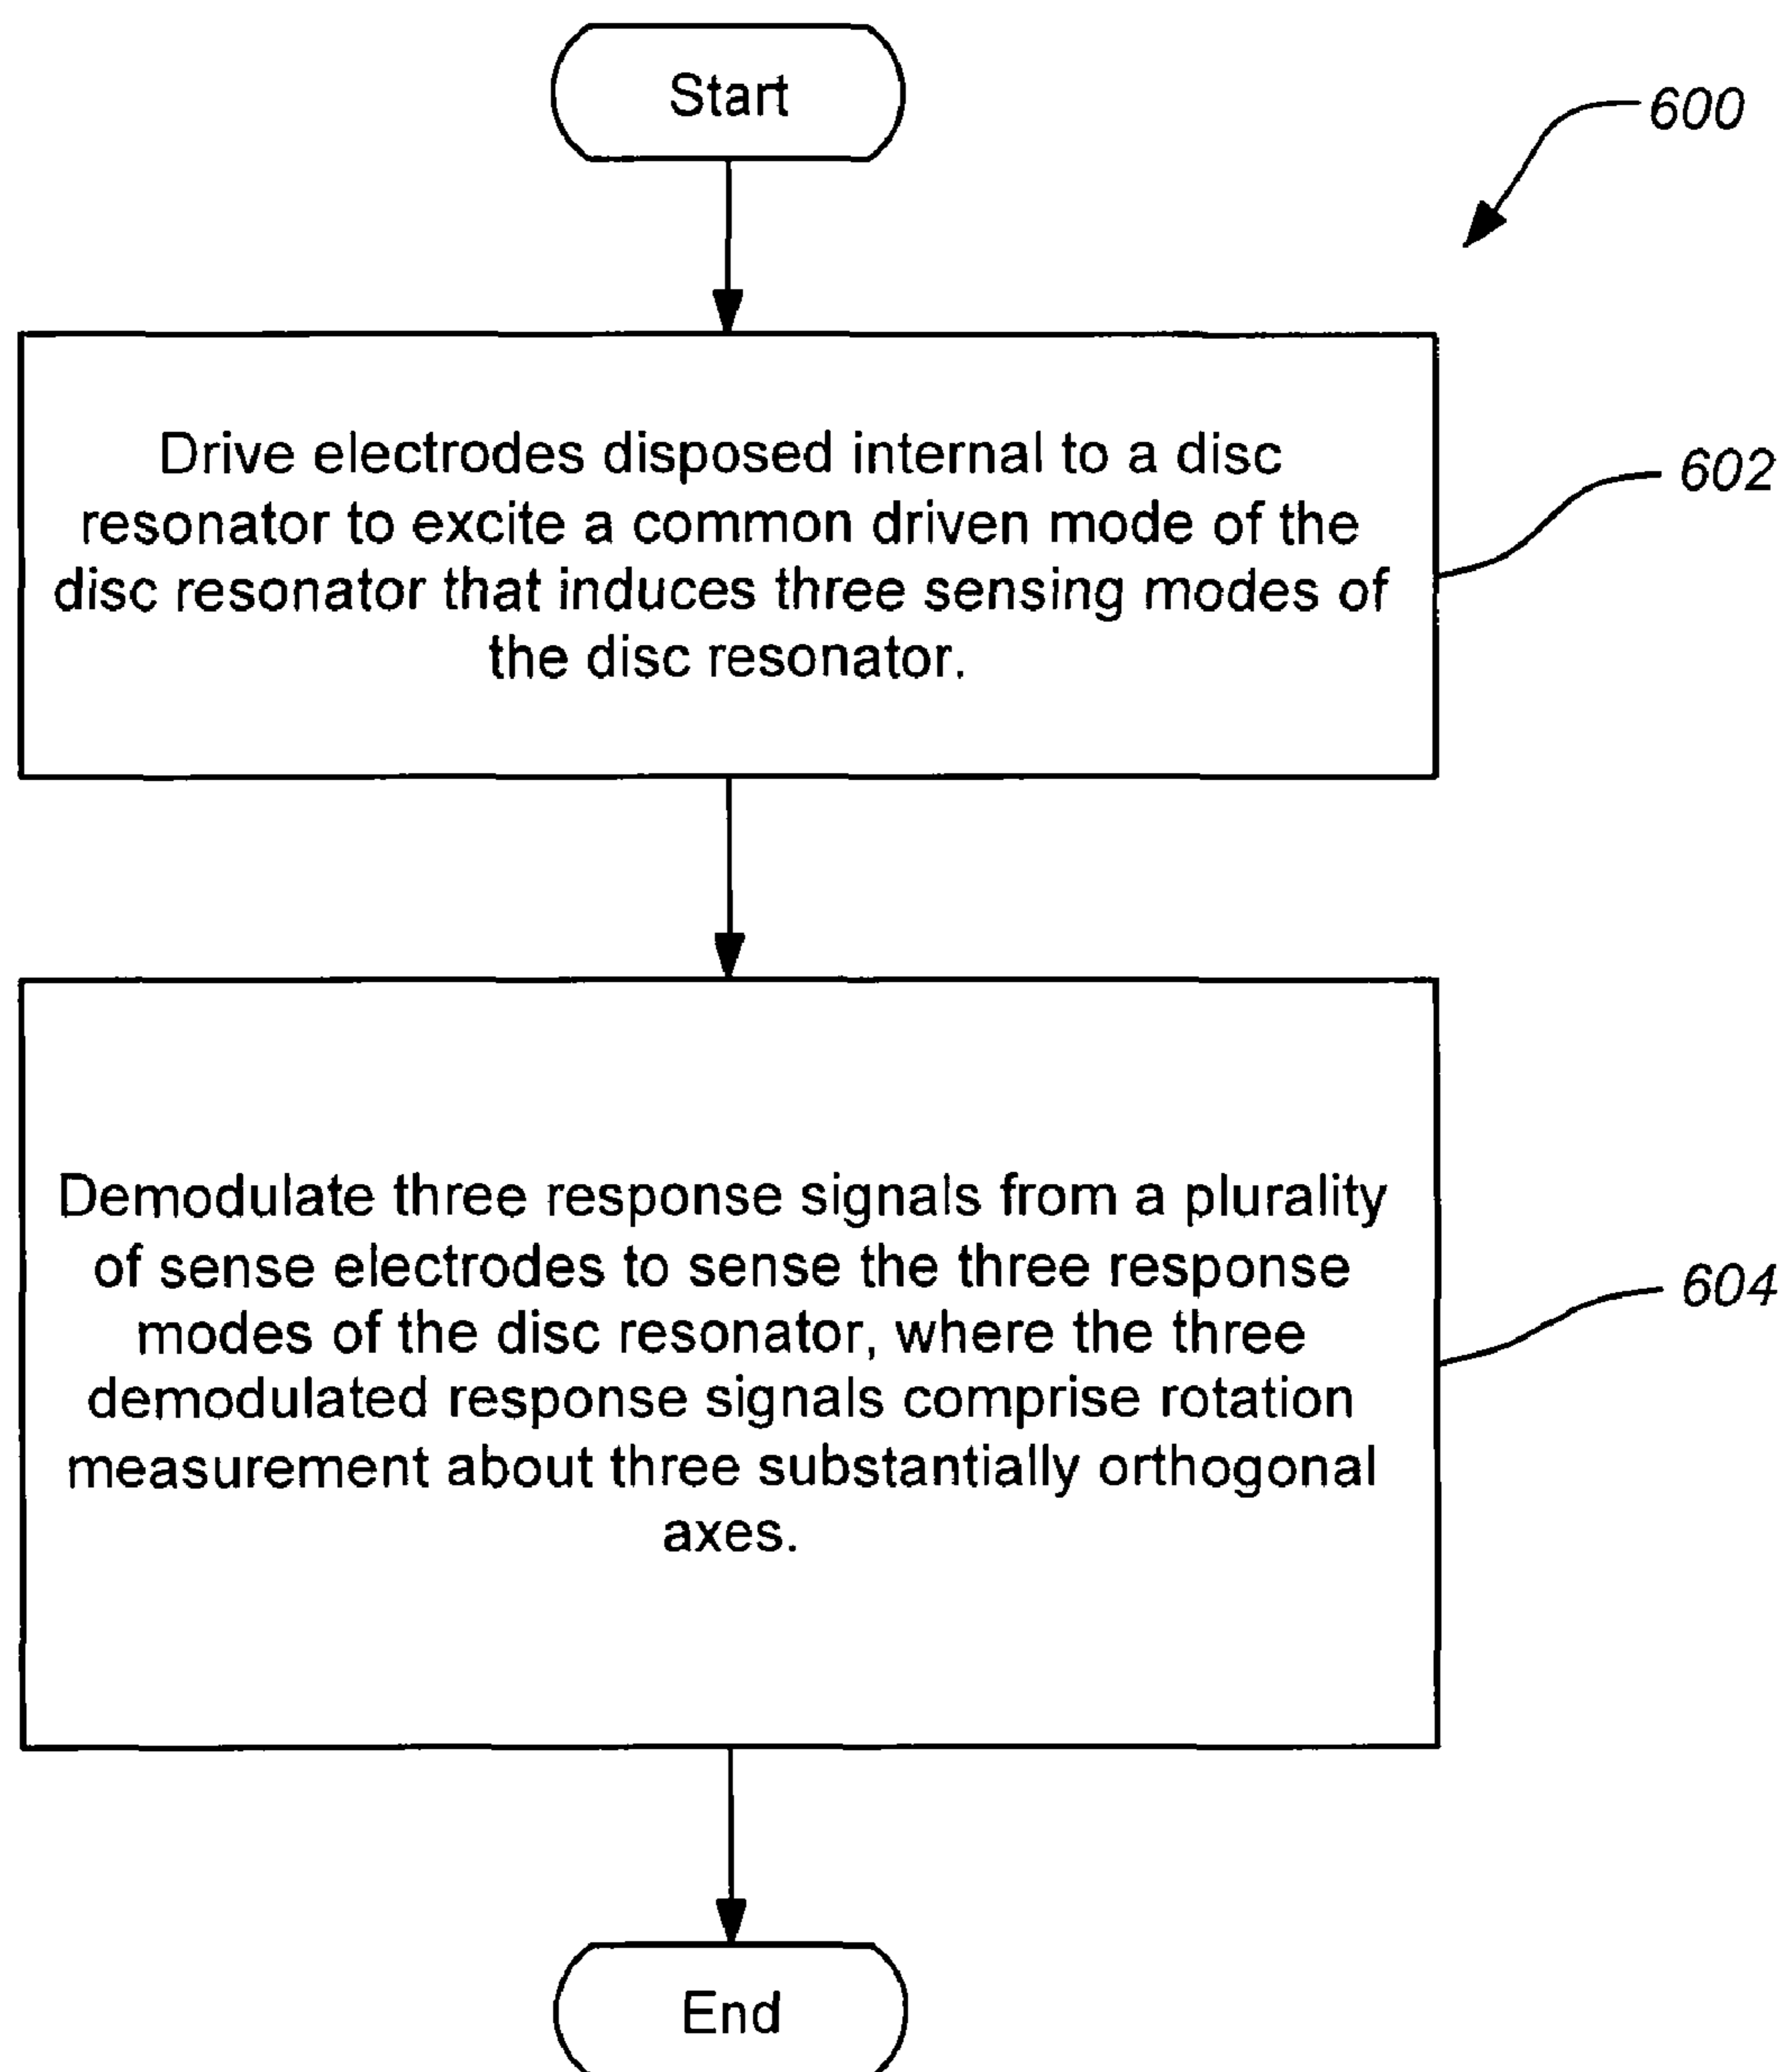 Start
600
Drive electrodes disposed internal to a disc
resonator to excite a common driven mode of the
disc resonator that induces three sensing modes of
the disc resonator.
602
Demodulate three response signals from a plurality
of sense electrodes to sense the three response
modes of the disc resonator, where the three
demodulated response signals comprise rotation
measurement about three substantially orthogonal
axes.
604
End